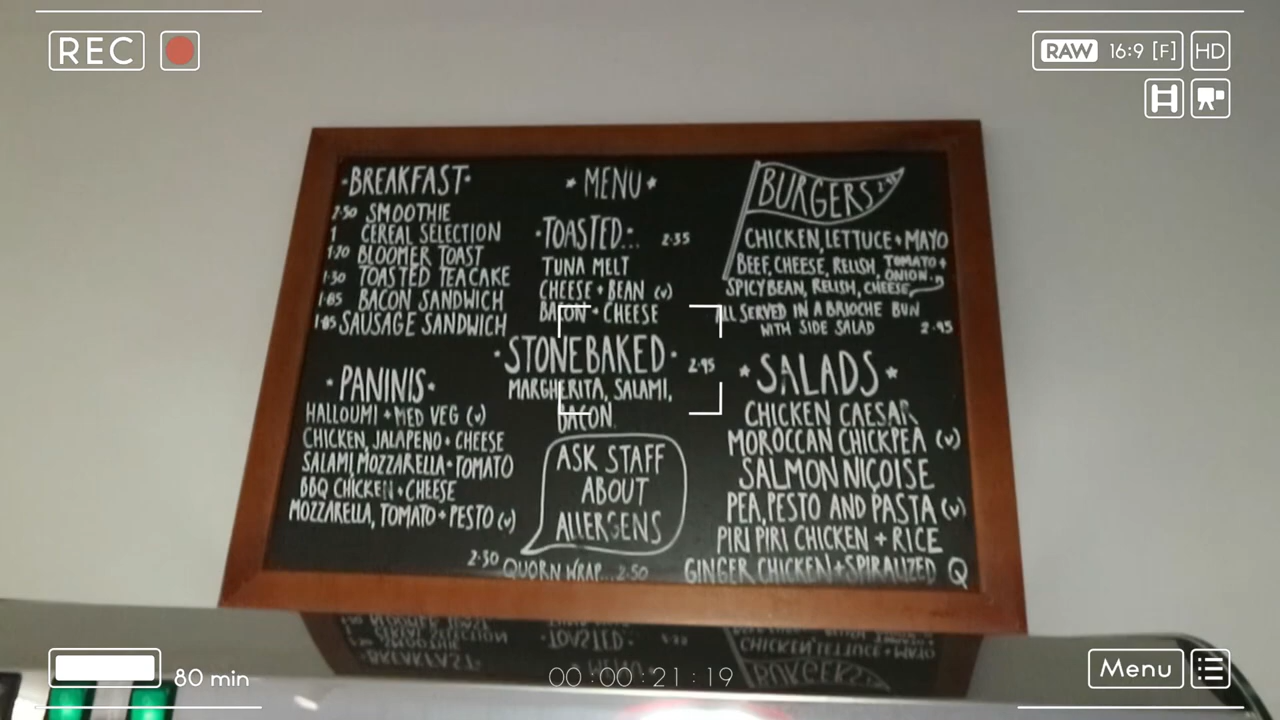 REC
RAW 16:9 [F] HD
·BREAKFAST·
2·50 SMOOTHIE
1 CEREAL SELECTION
1·20 BLOOMER TOAST
1·30 TOASTED TEACAKE
1·85 BACON SANDWICH
1·85 SAUSAGE SANDWICH
·PANINIS·
HALLOUMI + MED VEG (v)
CHICKEN, JALAPENO + CHEESE
SALAMI, MOZZARELLA + TOMATO
BBQ CHICKEN + CHEESE
MOZZARELLA, TOMATO + PESTO (v)
2·30
* MENU *
·TOASTED·: 2·35
TUNA MELT
CHEESE + BEAN (v)
BACON + CHEESE
·STONEBAKED· 2·95
MARGHERITA, SALAMI,
BACON
ASK STAFF
ABOUT
ALLERGENS
QUORN WRAP... 2·50
BURGERS
CHICKEN, LETTUCE + MAYO
BEEF, CHEESE, RELISH, TOMATO +
ONION
SPICY BEAN, RELISH, CHEESE
ALL SERVED IN A BRIOCHE BUN
WITH SIDE SALAD 2·95
* SALADS *
CHICKEN CAESAR
MOROCCAN CHICKPEA (v)
SALMON NIÇOISE
PEA, PESTO AND PASTA (v)
PIRI PIRI CHICKEN + RICE
GINGER CHICKEN + SPIRALIZED Q
80 min
00:00:21:19
Menu